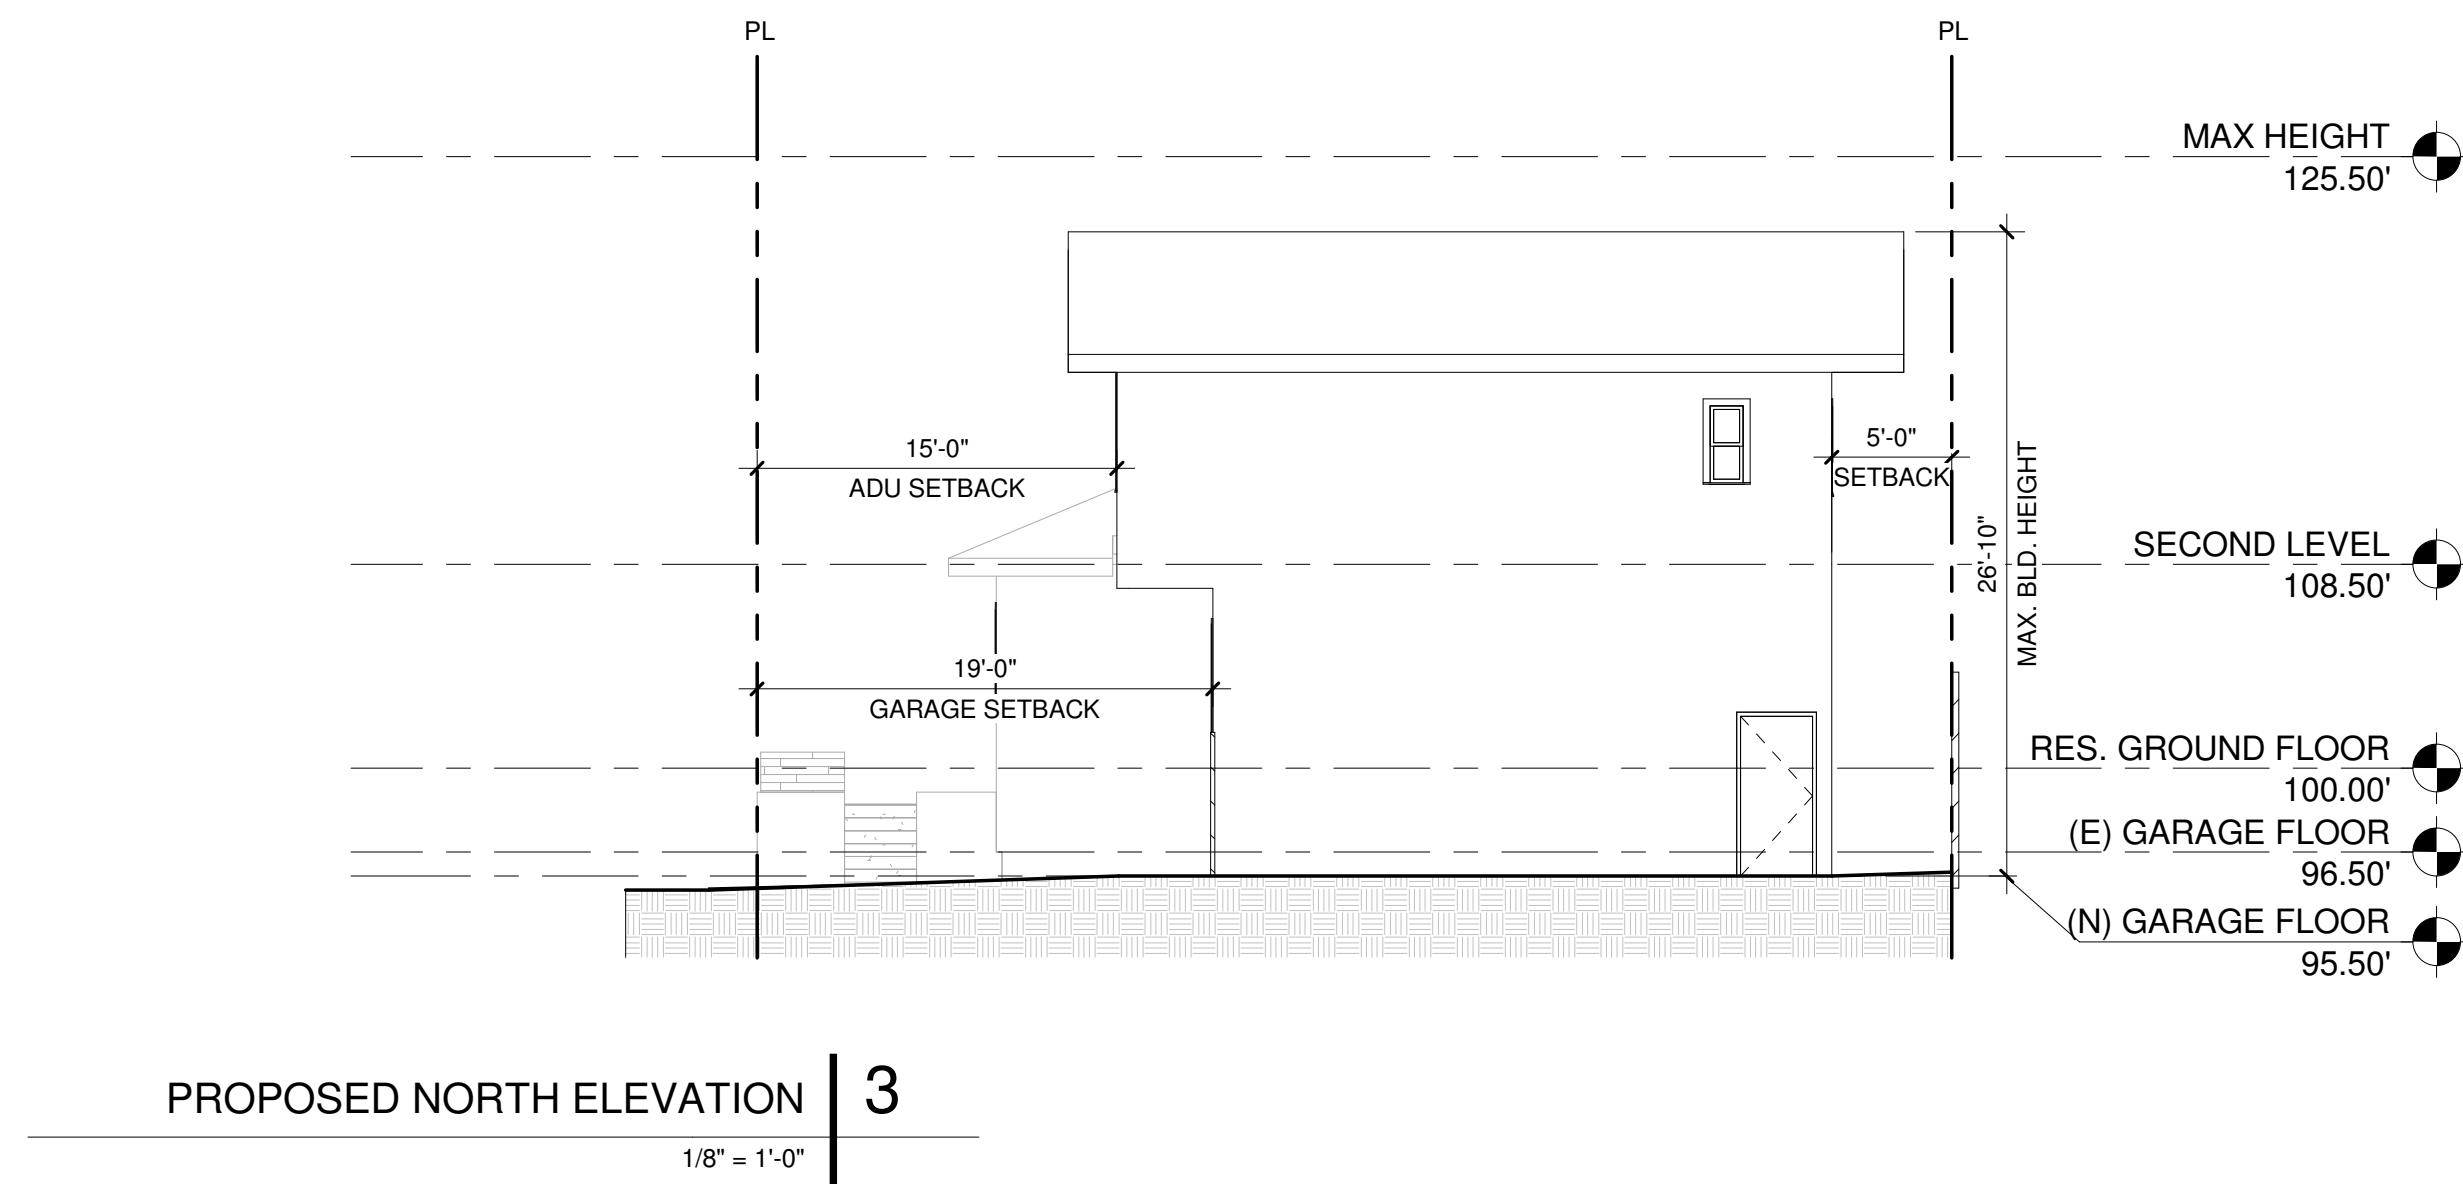 PL
PL
MAX HEIGHT
125.50'
15'-0"
ADU SETBACK
5'-0"
SETBACK
26'-10"
MAX. BLD. HEIGHT
SECOND LEVEL
108.50'
19'-0"
GARAGE SETBACK
RES. GROUND FLOOR
100.00'
(E) GARAGE FLOOR
96.50'
(N) GARAGE FLOOR
95.50'
PROPOSED NORTH ELEVATION
3
1/8" = 1'-0"